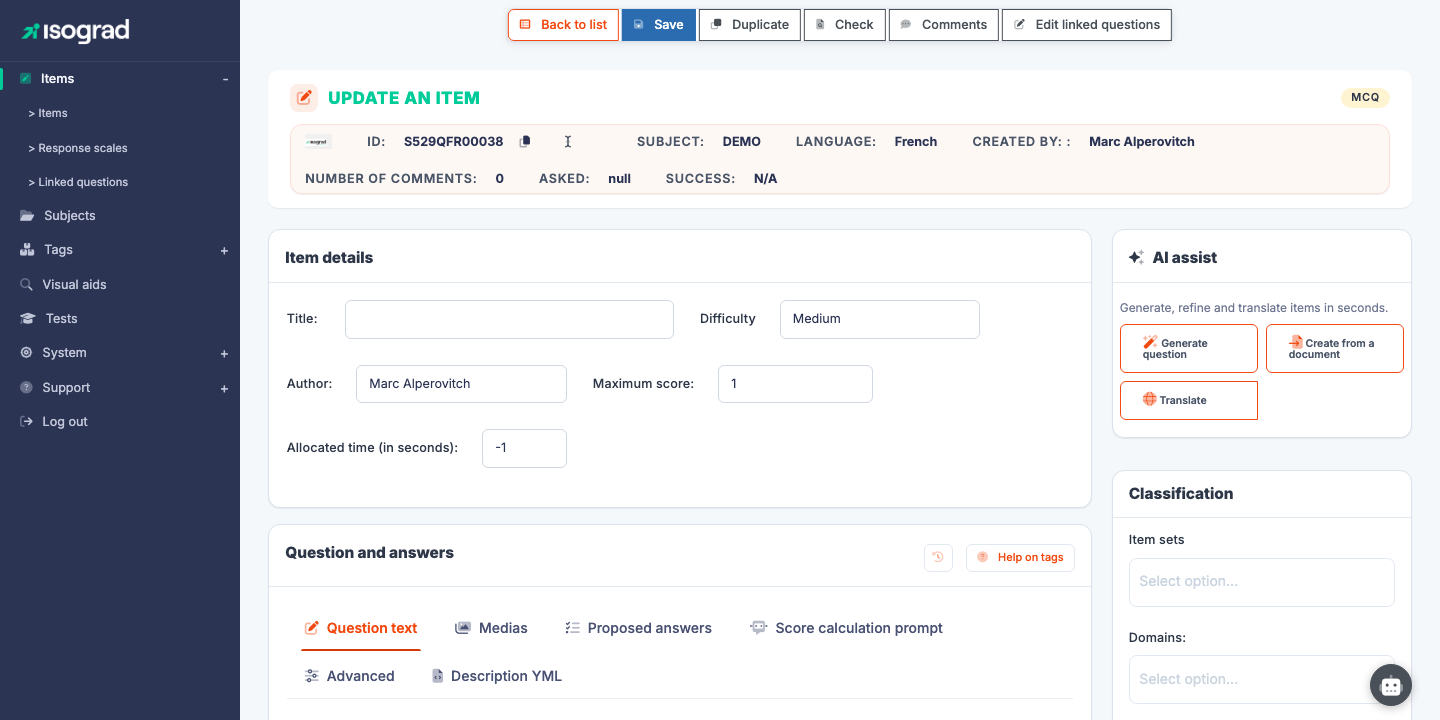 isograd
Back to list
Save
Duplicate
Check
Comments
Edit linked questions
Items
-
> Items
> Response scales
> Linked questions
Subjects
Tags
+
Visual aids
Tests
System
+
Support
+
Log out
UPDATE AN ITEM
MCQ
isograd
ID: S529QFR00038
SUBJECT: DEMO
LANGUAGE: French
CREATED BY: : Marc Alperovitch
NUMBER OF COMMENTS: 0
ASKED: null
SUCCESS: N/A
Item details
Title:
Difficulty
Medium
Author:
Marc Alperovitch
Maximum score:
1
Allocated time (in seconds):
-1
Question and answers
Help on tags
Question text
Medias
Proposed answers
Score calculation prompt
Advanced
Description YML
AI assist
Generate, refine and translate items in seconds.
Generate
question
Create from a
document
Translate
Classification
Item sets
Select option...
Domains:
Select option...